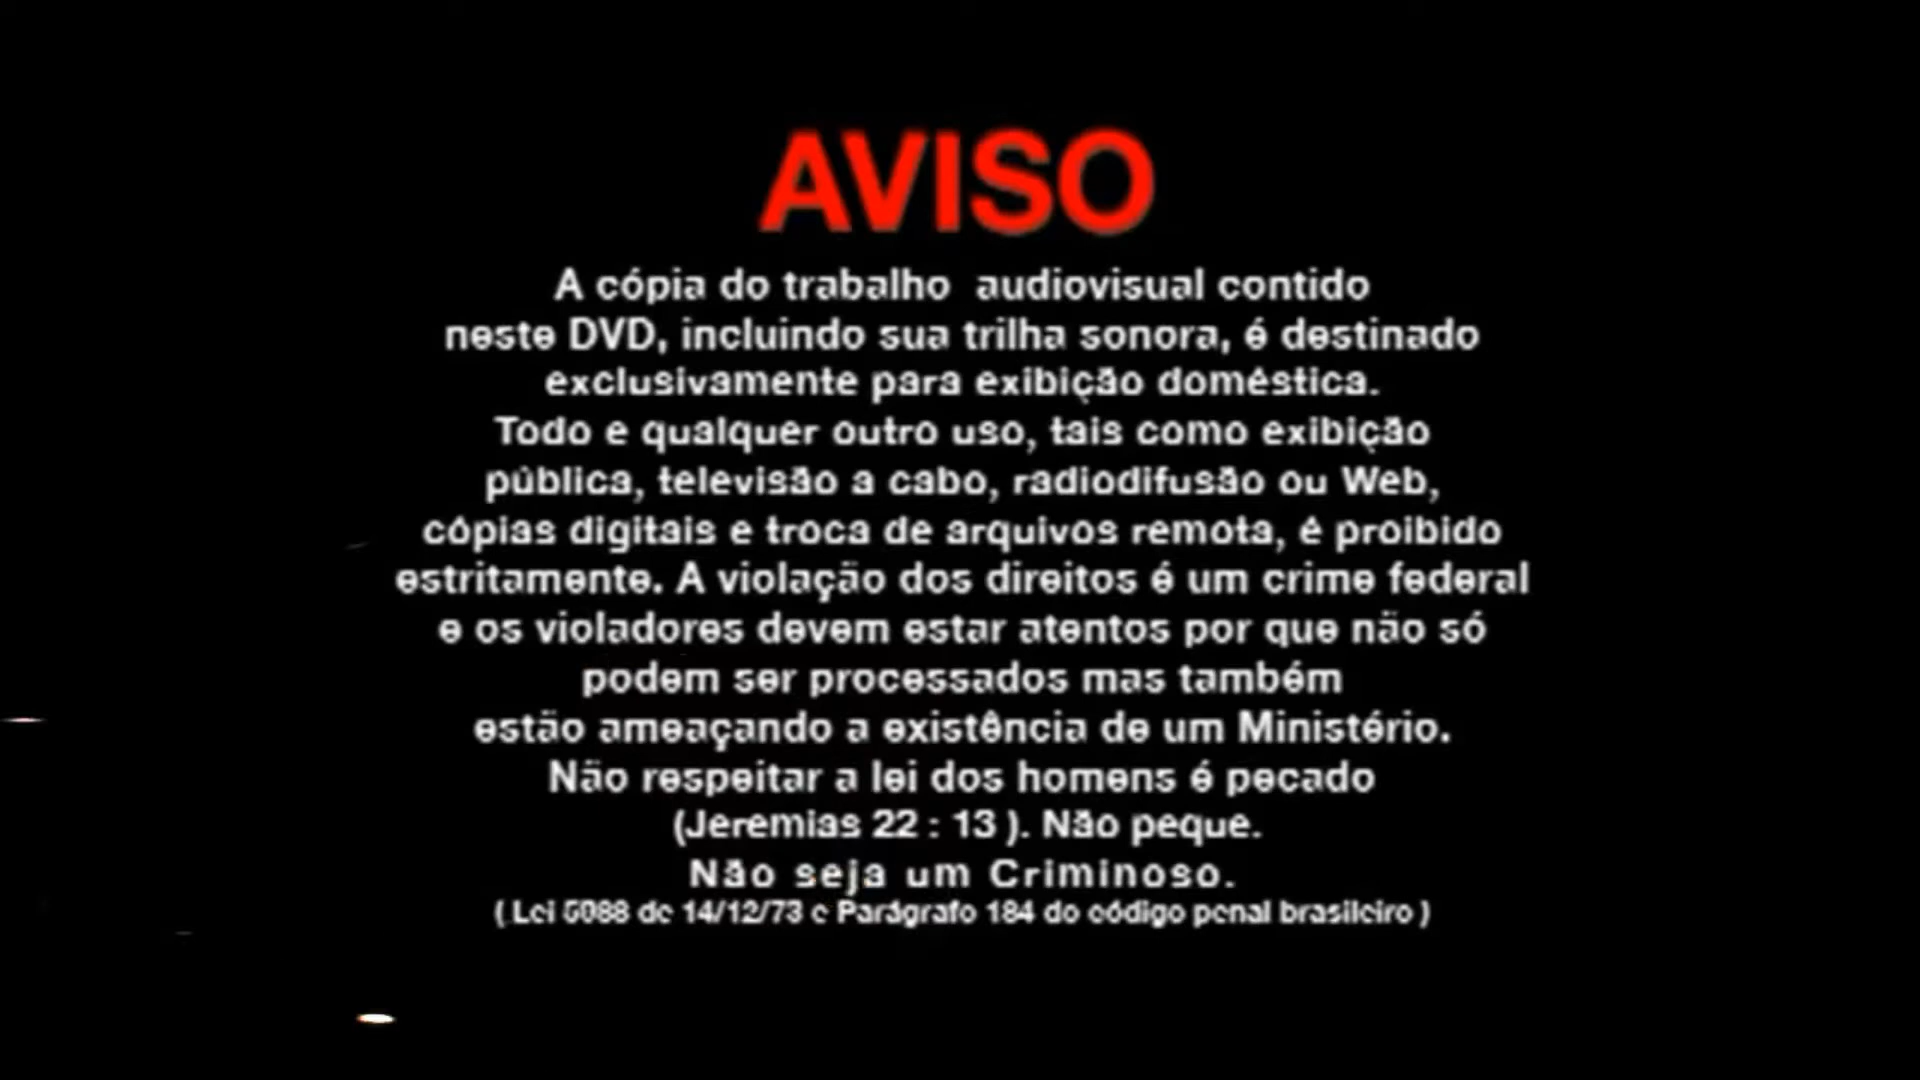 AVISO
A cópia do trabalho audiovisual contido
neste DVD, incluindo sua trilha sonora, é destinado
exclusivamente para exibição doméstica.
Todo e qualquer outro uso, tais como exibição
pública, televisão a cabo, radiodifusão ou Web,
cópias digitais e troca de arquivos remota, é proibido
estritamente. A violação dos direitos é um crime federal
e os violadores devem estar atentos por que não só
podem ser processados mas também
estão ameaçando a existência de um Ministério.
Não respeitar a lei dos homens é pecado
(Jeremias 22 : 13 ). Não peque.
Não seja um Criminoso.
( Lei 5088 de 14/12/73 e Parágrafo 184 do código penal brasileiro )